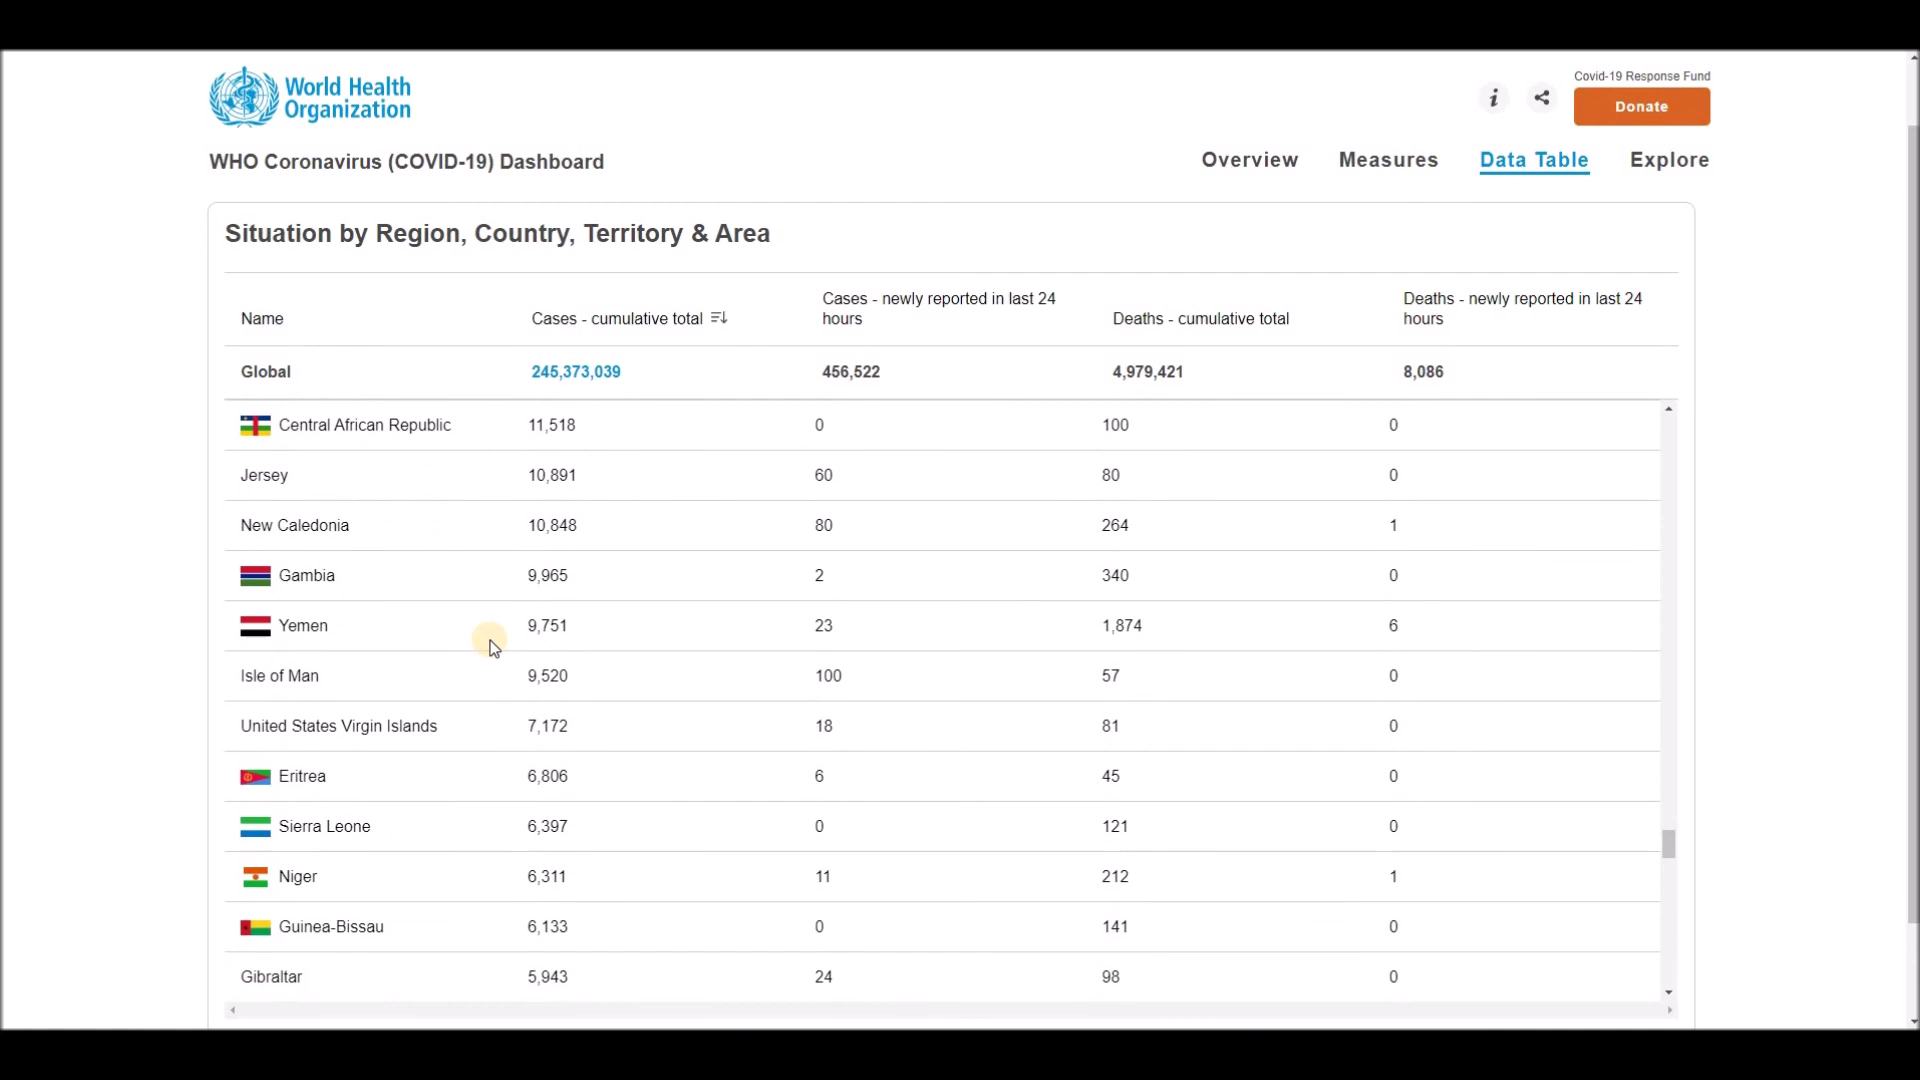 World Health
Organization
Covid-19 Response Fund
i
Donate
WHO Coronavirus (COVID-19) Dashboard
Overview Measures Data Table Explore
Situation by Region, Country, Territory & Area
Name Cases - cumulative total Cases - newly reported in last 24 hours Deaths - cumulative total Deaths - newly reported in last 24 hours
Global 245,373,039 456,522 4,979,421 8,086
Central African Republic 11,518 0 100 0
Jersey 10,891 60 80 0
New Caledonia 10,848 80 264 1
Gambia 9,965 2 340 0
Yemen 9,751 23 1,874 6
Isle of Man 9,520 100 57 0
United States Virgin Islands 7,172 18 81 0
Eritrea 6,806 6 45 0
Sierra Leone 6,397 0 121 0
Niger 6,311 11 212 1
Guinea-Bissau 6,133 0 141 0
Gibraltar 5,943 24 98 0